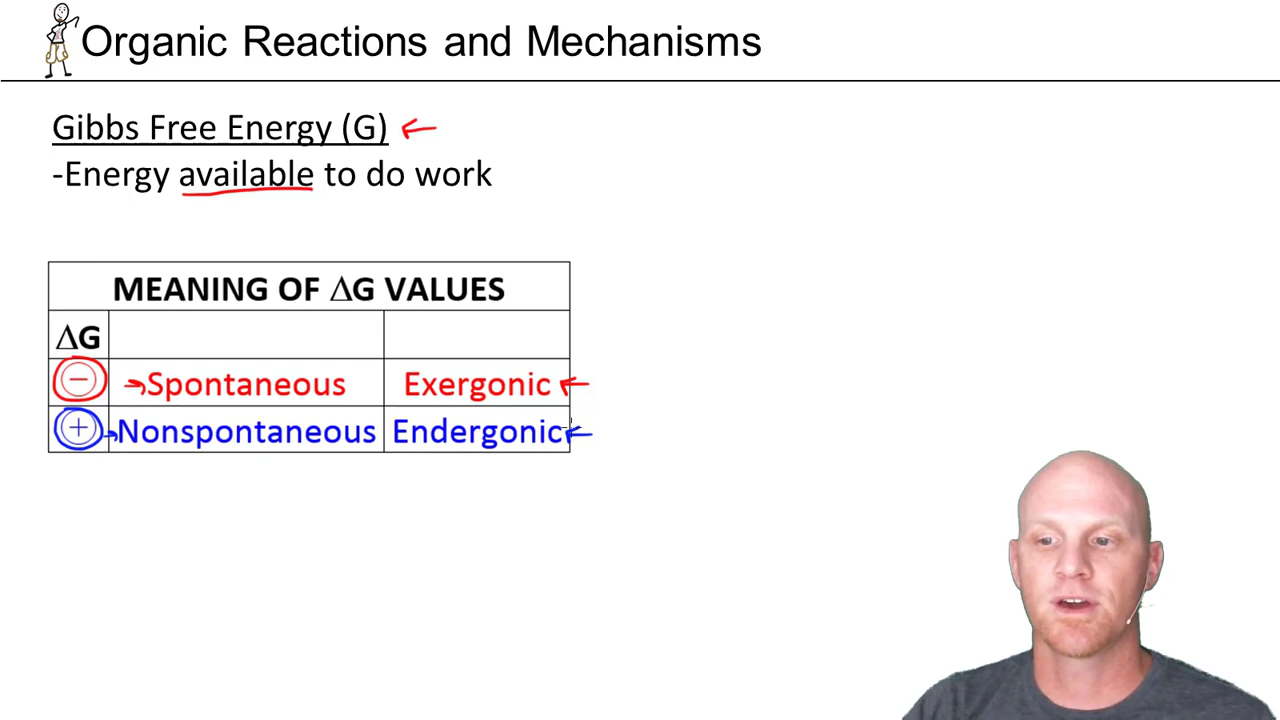 Organic Reactions and Mechanisms
Gibbs Free Energy (G)
-Energy available to do work
MEANING OF ΔG VALUES
ΔG
− Spontaneous Exergonic
+ Nonspontaneous Endergonic